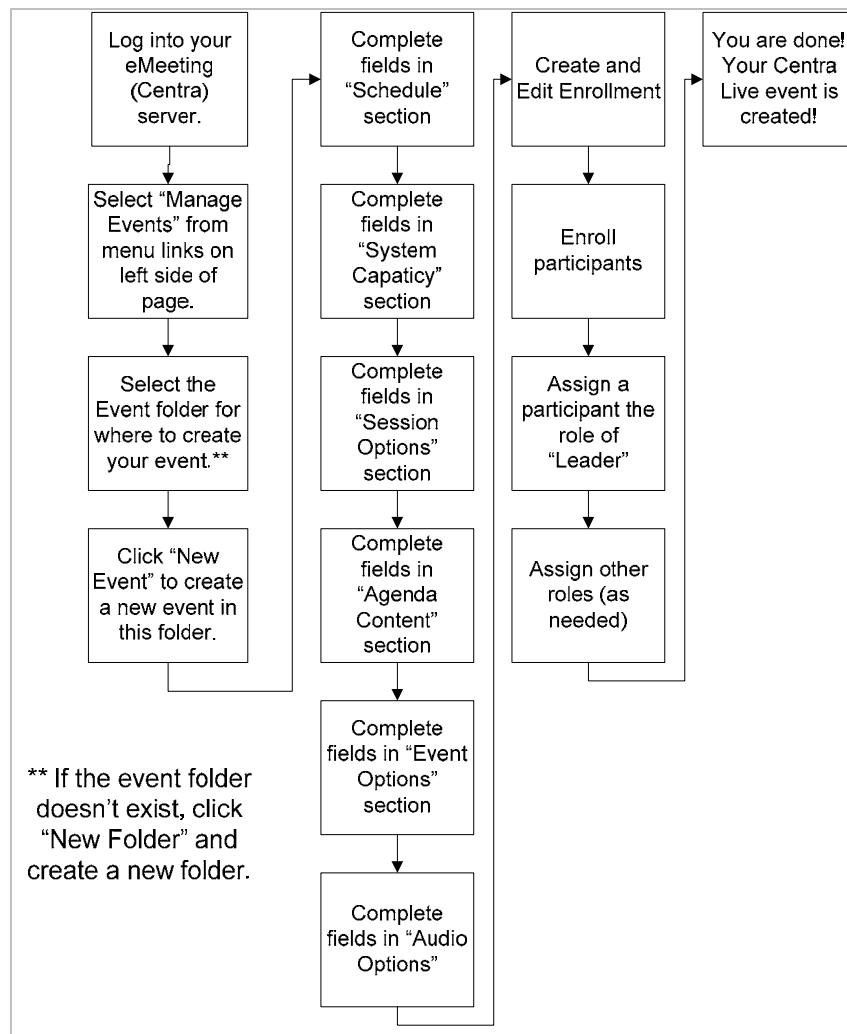 Log into your
eMeeting
(Centra)
server.
Select “Manage
Events” from
menu links on
left side of
page.
Select the
Event folder for
where to create
your event.**
Click “New
Event” to create
a new event in
this folder.
** If the event folder
doesn’t exist, click
“New Folder” and
create a new folder.
Complete
fields in
“Schedule”
section
Complete
fields in
“System
Capaticy”
section
Complete
fields in
“Session
Options”
section
Complete
fields in
“Agenda
Content”
section
Complete
fields in “Event
Options”
section
Complete
fields in “Audio
Options”
Create and
Edit Enrollment
Enroll
participants
Assign a
participant the
role of
“Leader”
Assign other
roles (as
needed)
You are done!
Your Centra
Live event is
created!